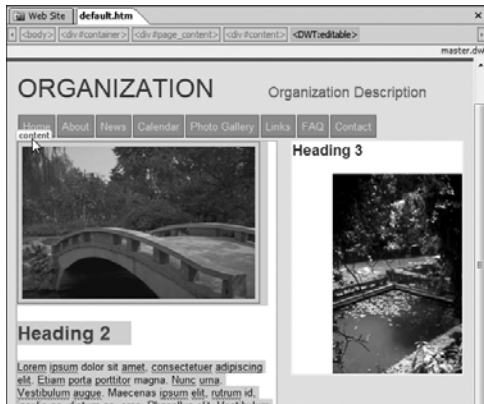 Web Site default.htm
<body> <div#container> <div#page_content> <div#content> <DWT:editable>
master.dw
ORGANIZATION Organization Description
Home About News Calendar Photo Gallery Links FAQ Contact
content
Heading 3
Heading 2
Lorem ipsum dolor sit amet, consectetuer adipiscing
elit. Etiam porta porttitor magna. Nunc urna.
Vestibulum augue. Maecenas ipsum elit, rutrum id,